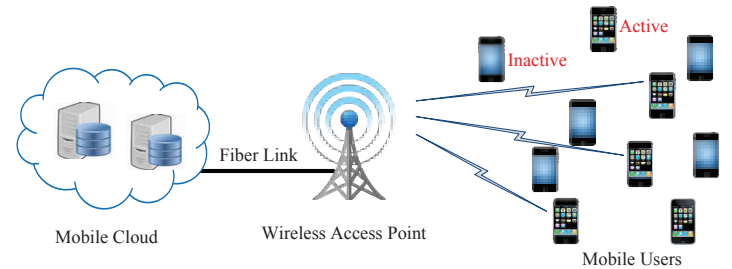 Active
Inactive
Fiber Link
Mobile Cloud
Wireless Access Point
Mobile Users